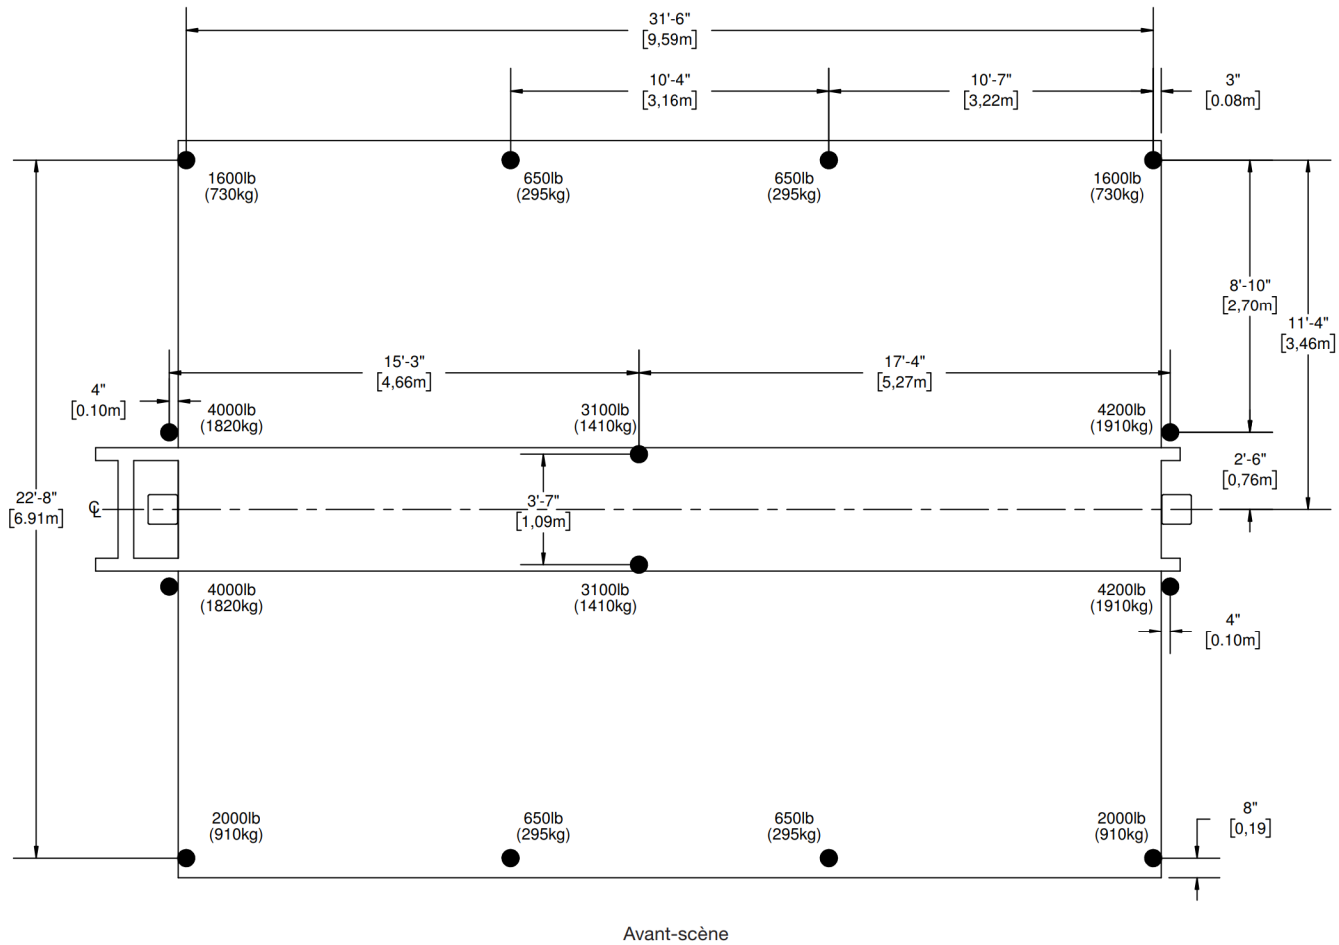 31'-6"
[9,59m]
10'-4"
[3,16m]
10'-7"
[3,22m]
3"
[0.08m]
1600lb
(730kg)
650lb
(295kg)
650lb
(295kg)
1600lb
(730kg)
8'-10"
[2,70m]
11'-4"
[3,46m]
15'-3"
[4,66m]
17'-4"
[5,27m]
4"
[0.10m]
4000lb
(1820kg)
3100lb
(1410kg)
4200lb
(1910kg)
2'-6"
[0,76m]
22'-8"
[6.91m]
℄
3'-7"
[1,09m]
4000lb
(1820kg)
3100lb
(1410kg)
4200lb
(1910kg)
4"
[0.10m]
2000lb
(910kg)
650lb
(295kg)
650lb
(295kg)
2000lb
(910kg)
8"
[0,19]
Avant-scène